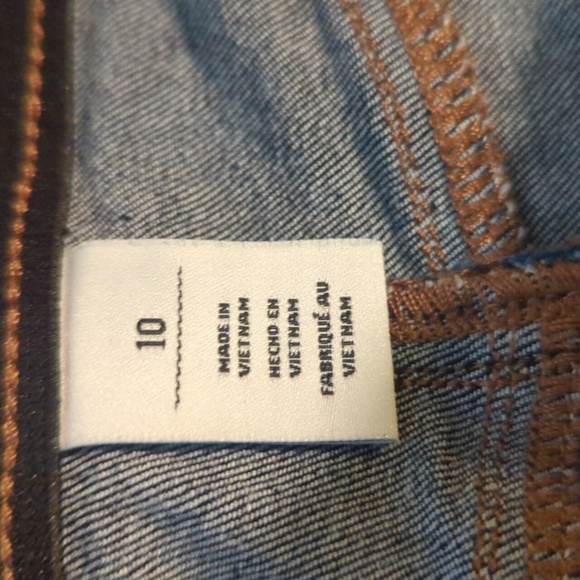 10
MADE IN
VIETNAM
HECHO EN
VIETNAM
FABRIQUÉ AU
VIETNAM